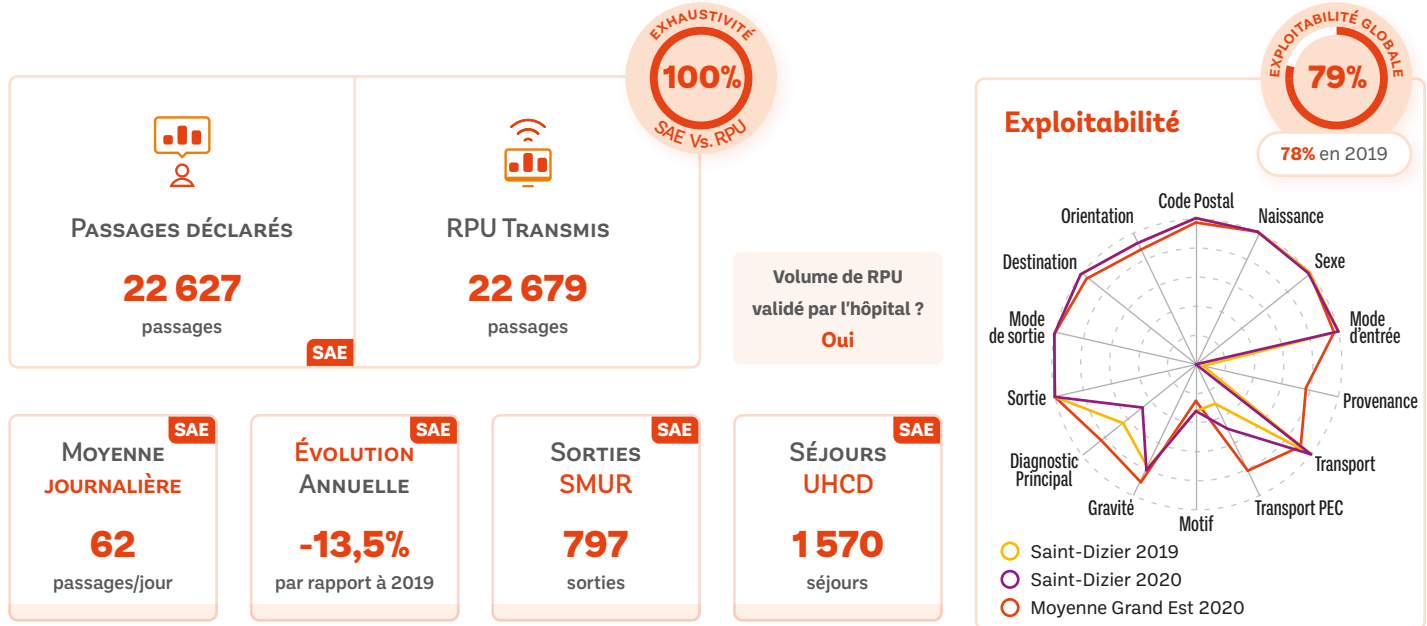 EXHAUSTIVITÉ
100%
SAE Vs. RPU
PASSAGES DÉCLARÉS
22 627
passages
SAE
RPU TRANSMIS
22 679
passages
Volume de RPU
validé par l'hôpital ?
Oui
SAE
MOYENNE
JOURNALIÈRE
62
passages/jour
SAE
ÉVOLUTION
ANNUELLE
-13,5%
par rapport à 2019
SAE
SORTIES
SMUR
797
sorties
SAE
SÉJOURS
UHCD
1 570
séjours
EXPLOITABILITÉ GLOBALE
79%
78% en 2019
Exploitabilité
Code Postal
Naissance
Sexe
Mode
d'entrée
Provenance
Transport
Transport PEC
Motif
Gravité
Diagnostic
Principal
Sortie
Mode
de sortie
Destination
Orientation
Saint-Dizier 2019
Saint-Dizier 2020
Moyenne Grand Est 2020